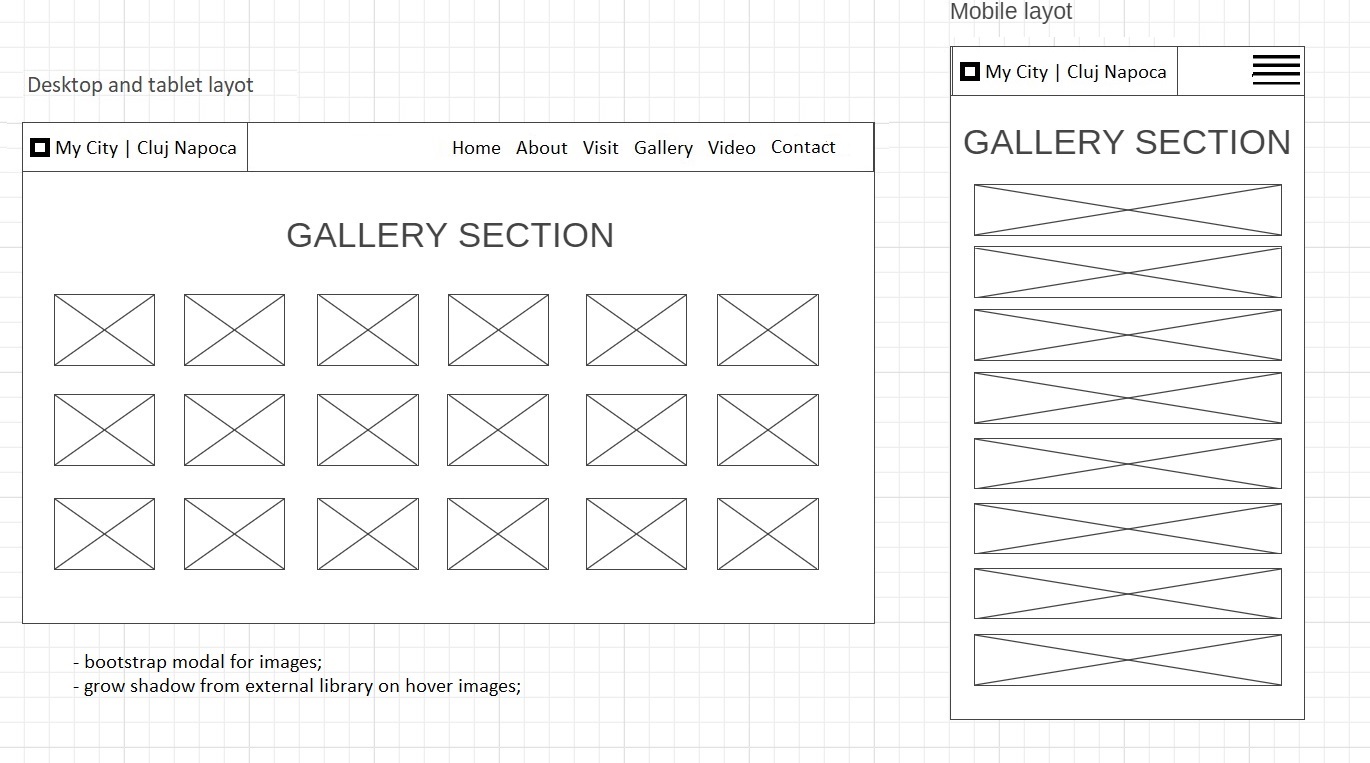 Desktop and tablet layot
My City | Cluj Napoca
Home About Visit Gallery Video Contact
GALLERY SECTION
- bootstrap modal for images;
- grow shadow from external library on hover images;
Mobile layot
My City | Cluj Napoca
GALLERY SECTION